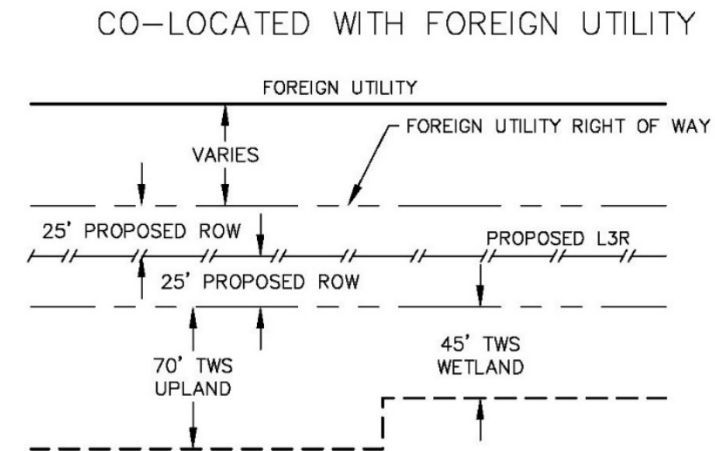 CO-LOCATED WITH FOREIGN UTILITY
FOREIGN UTILITY
FOREIGN UTILITY RIGHT OF WAY
VARIES
25' PROPOSED ROW
PROPOSED L3R
25' PROPOSED ROW
70' TWS
UPLAND
45' TWS
WETLAND